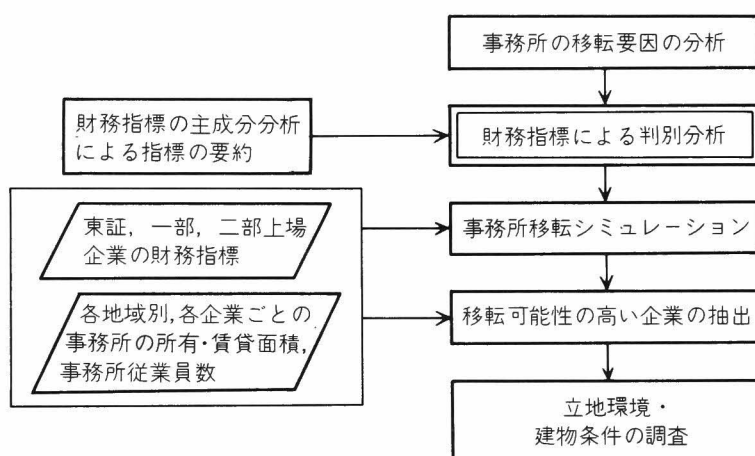 事務所の移転要因の分析
財務指標の主成分分析
による指標の要約
財務指標による判別分析
東証，一部，二部上場
企業の財務指標
事務所移転シミュレーション
各地域別，各企業ごとの
事務所の所有・賃貸面積，
事務所従業員数
移転可能性の高い企業の抽出
立地環境・
建物条件の調査